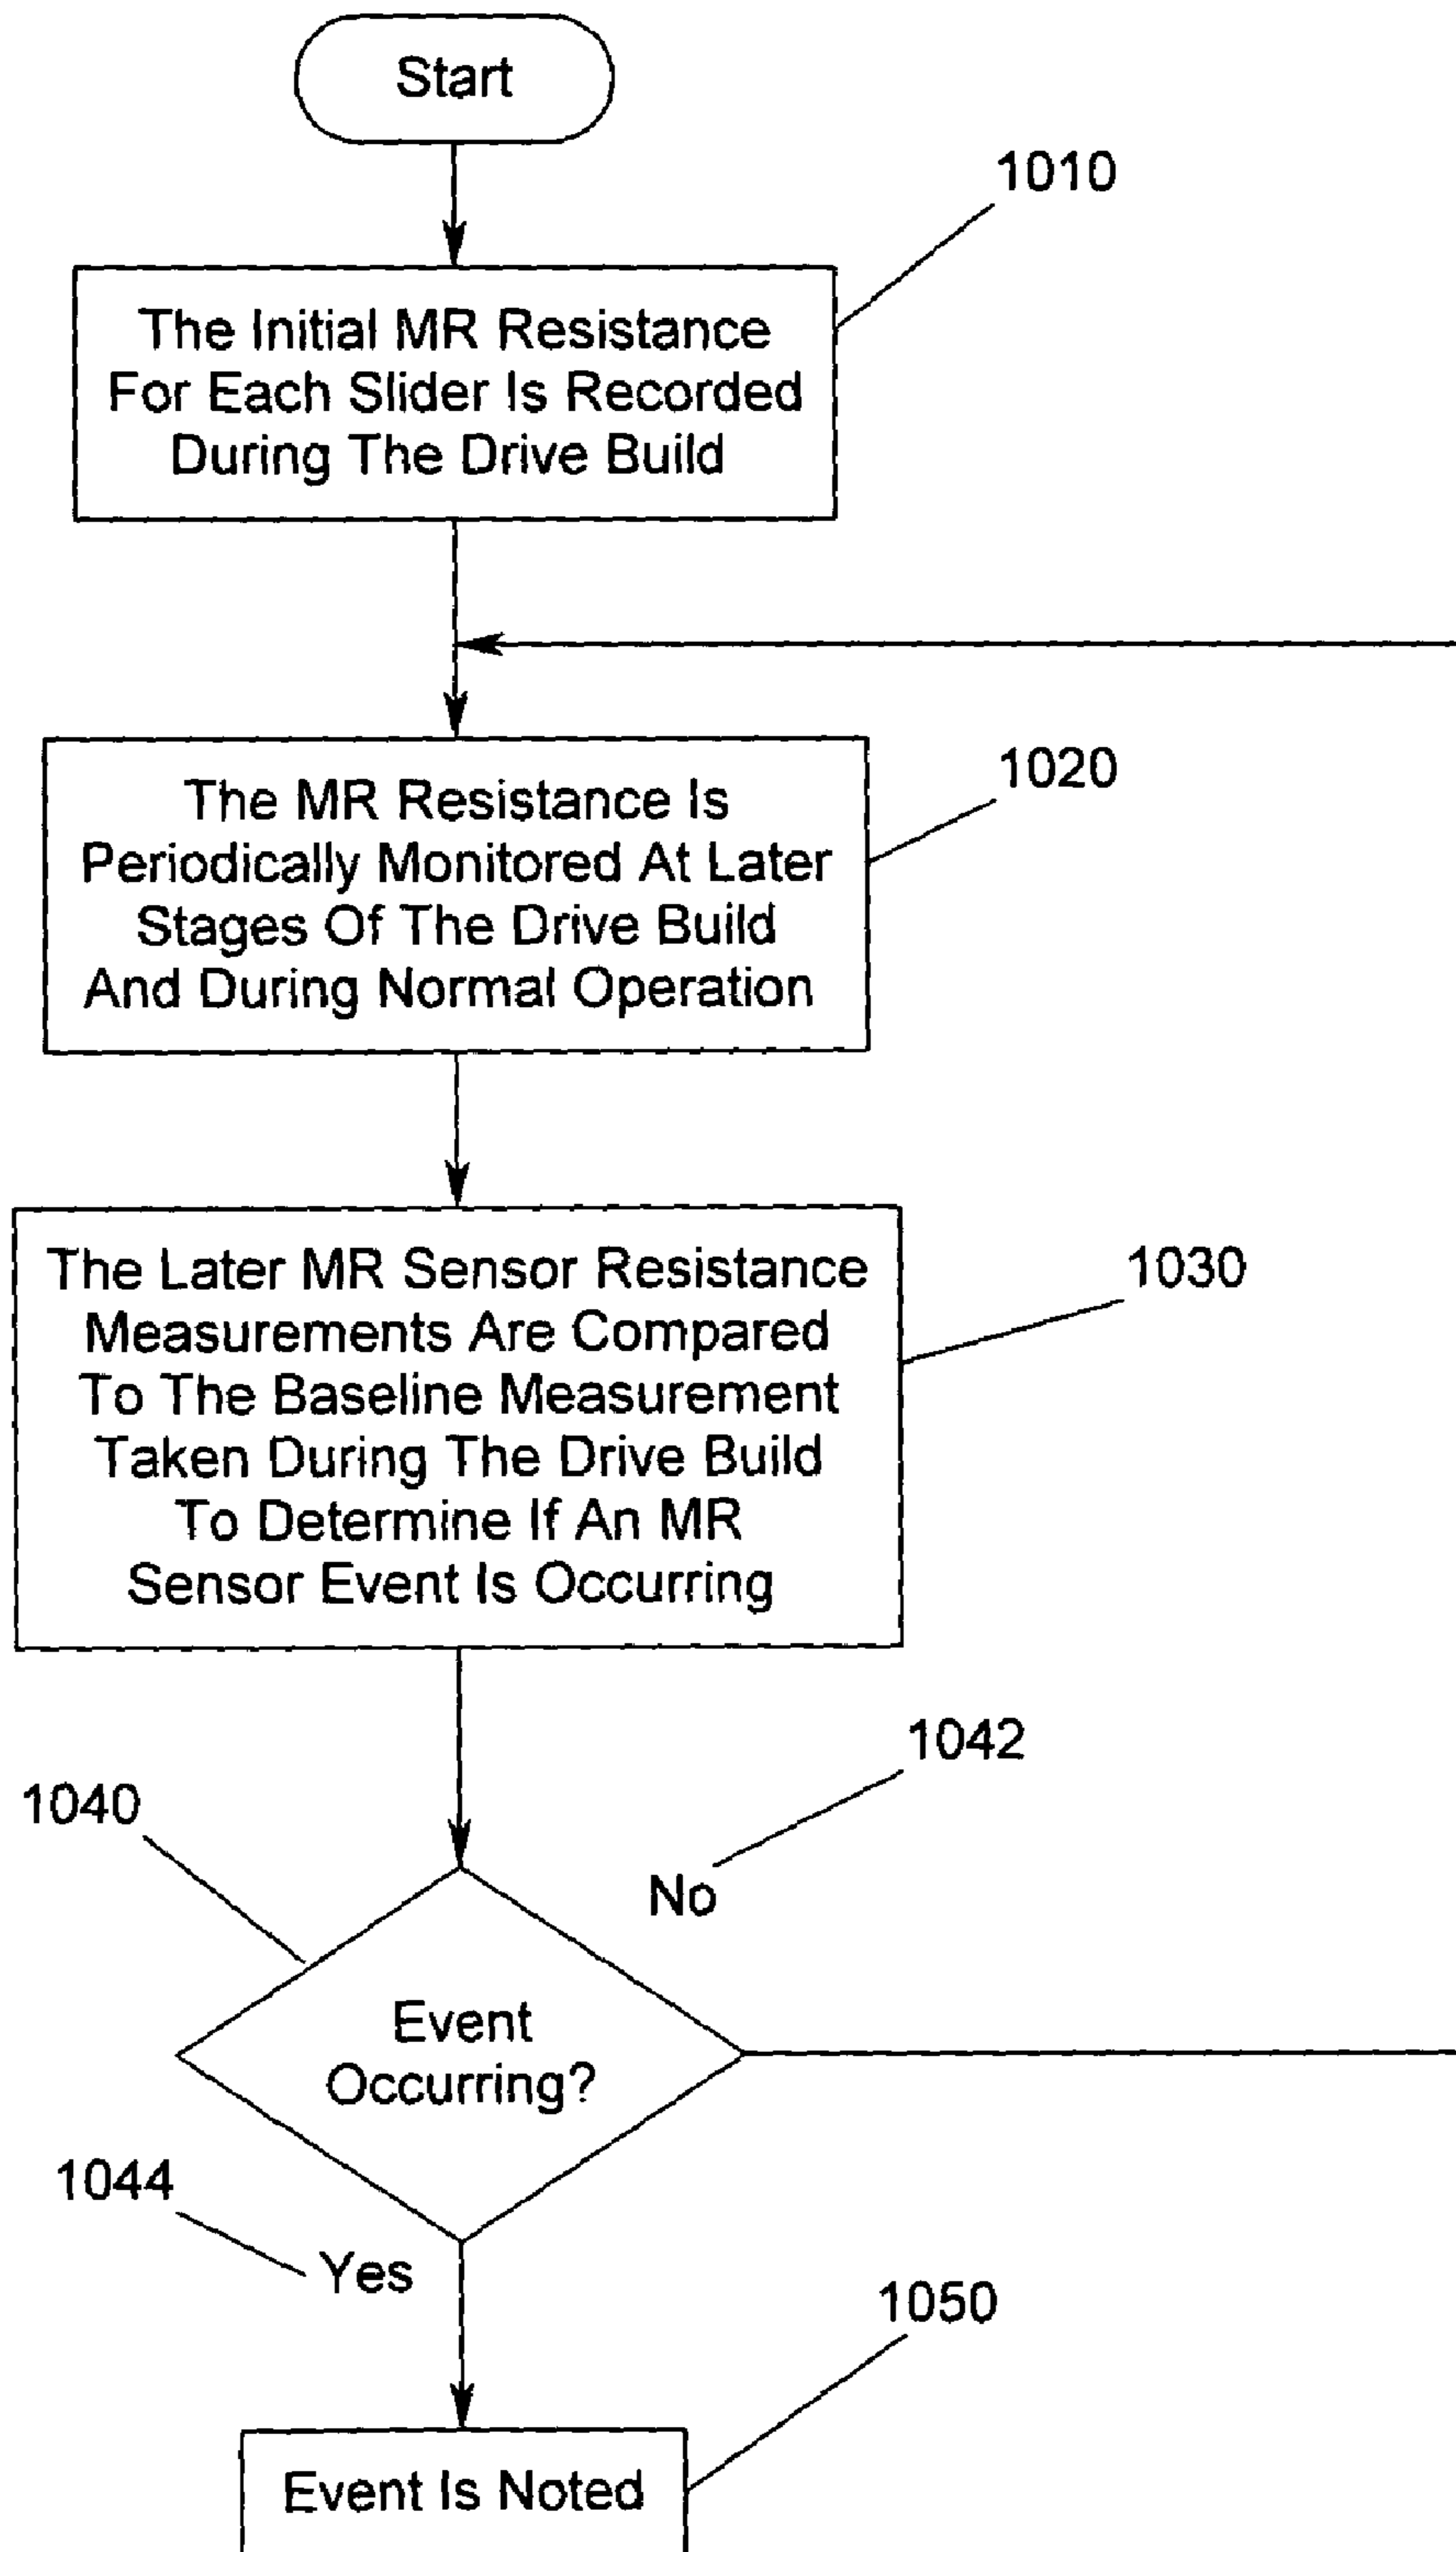 Start
1010
The Initial MR Resistance
For Each Slider Is Recorded
During The Drive Build
1020
The MR Resistance Is
Periodically Monitored At Later
Stages Of The Drive Build
And During Normal Operation
1030
The Later MR Sensor Resistance
Measurements Are Compared
To The Baseline Measurement
Taken During The Drive Build
To Determine If An MR
Sensor Event Is Occurring
1042
1040
No
Event
Occurring?
1044
Yes
1050
Event Is Noted